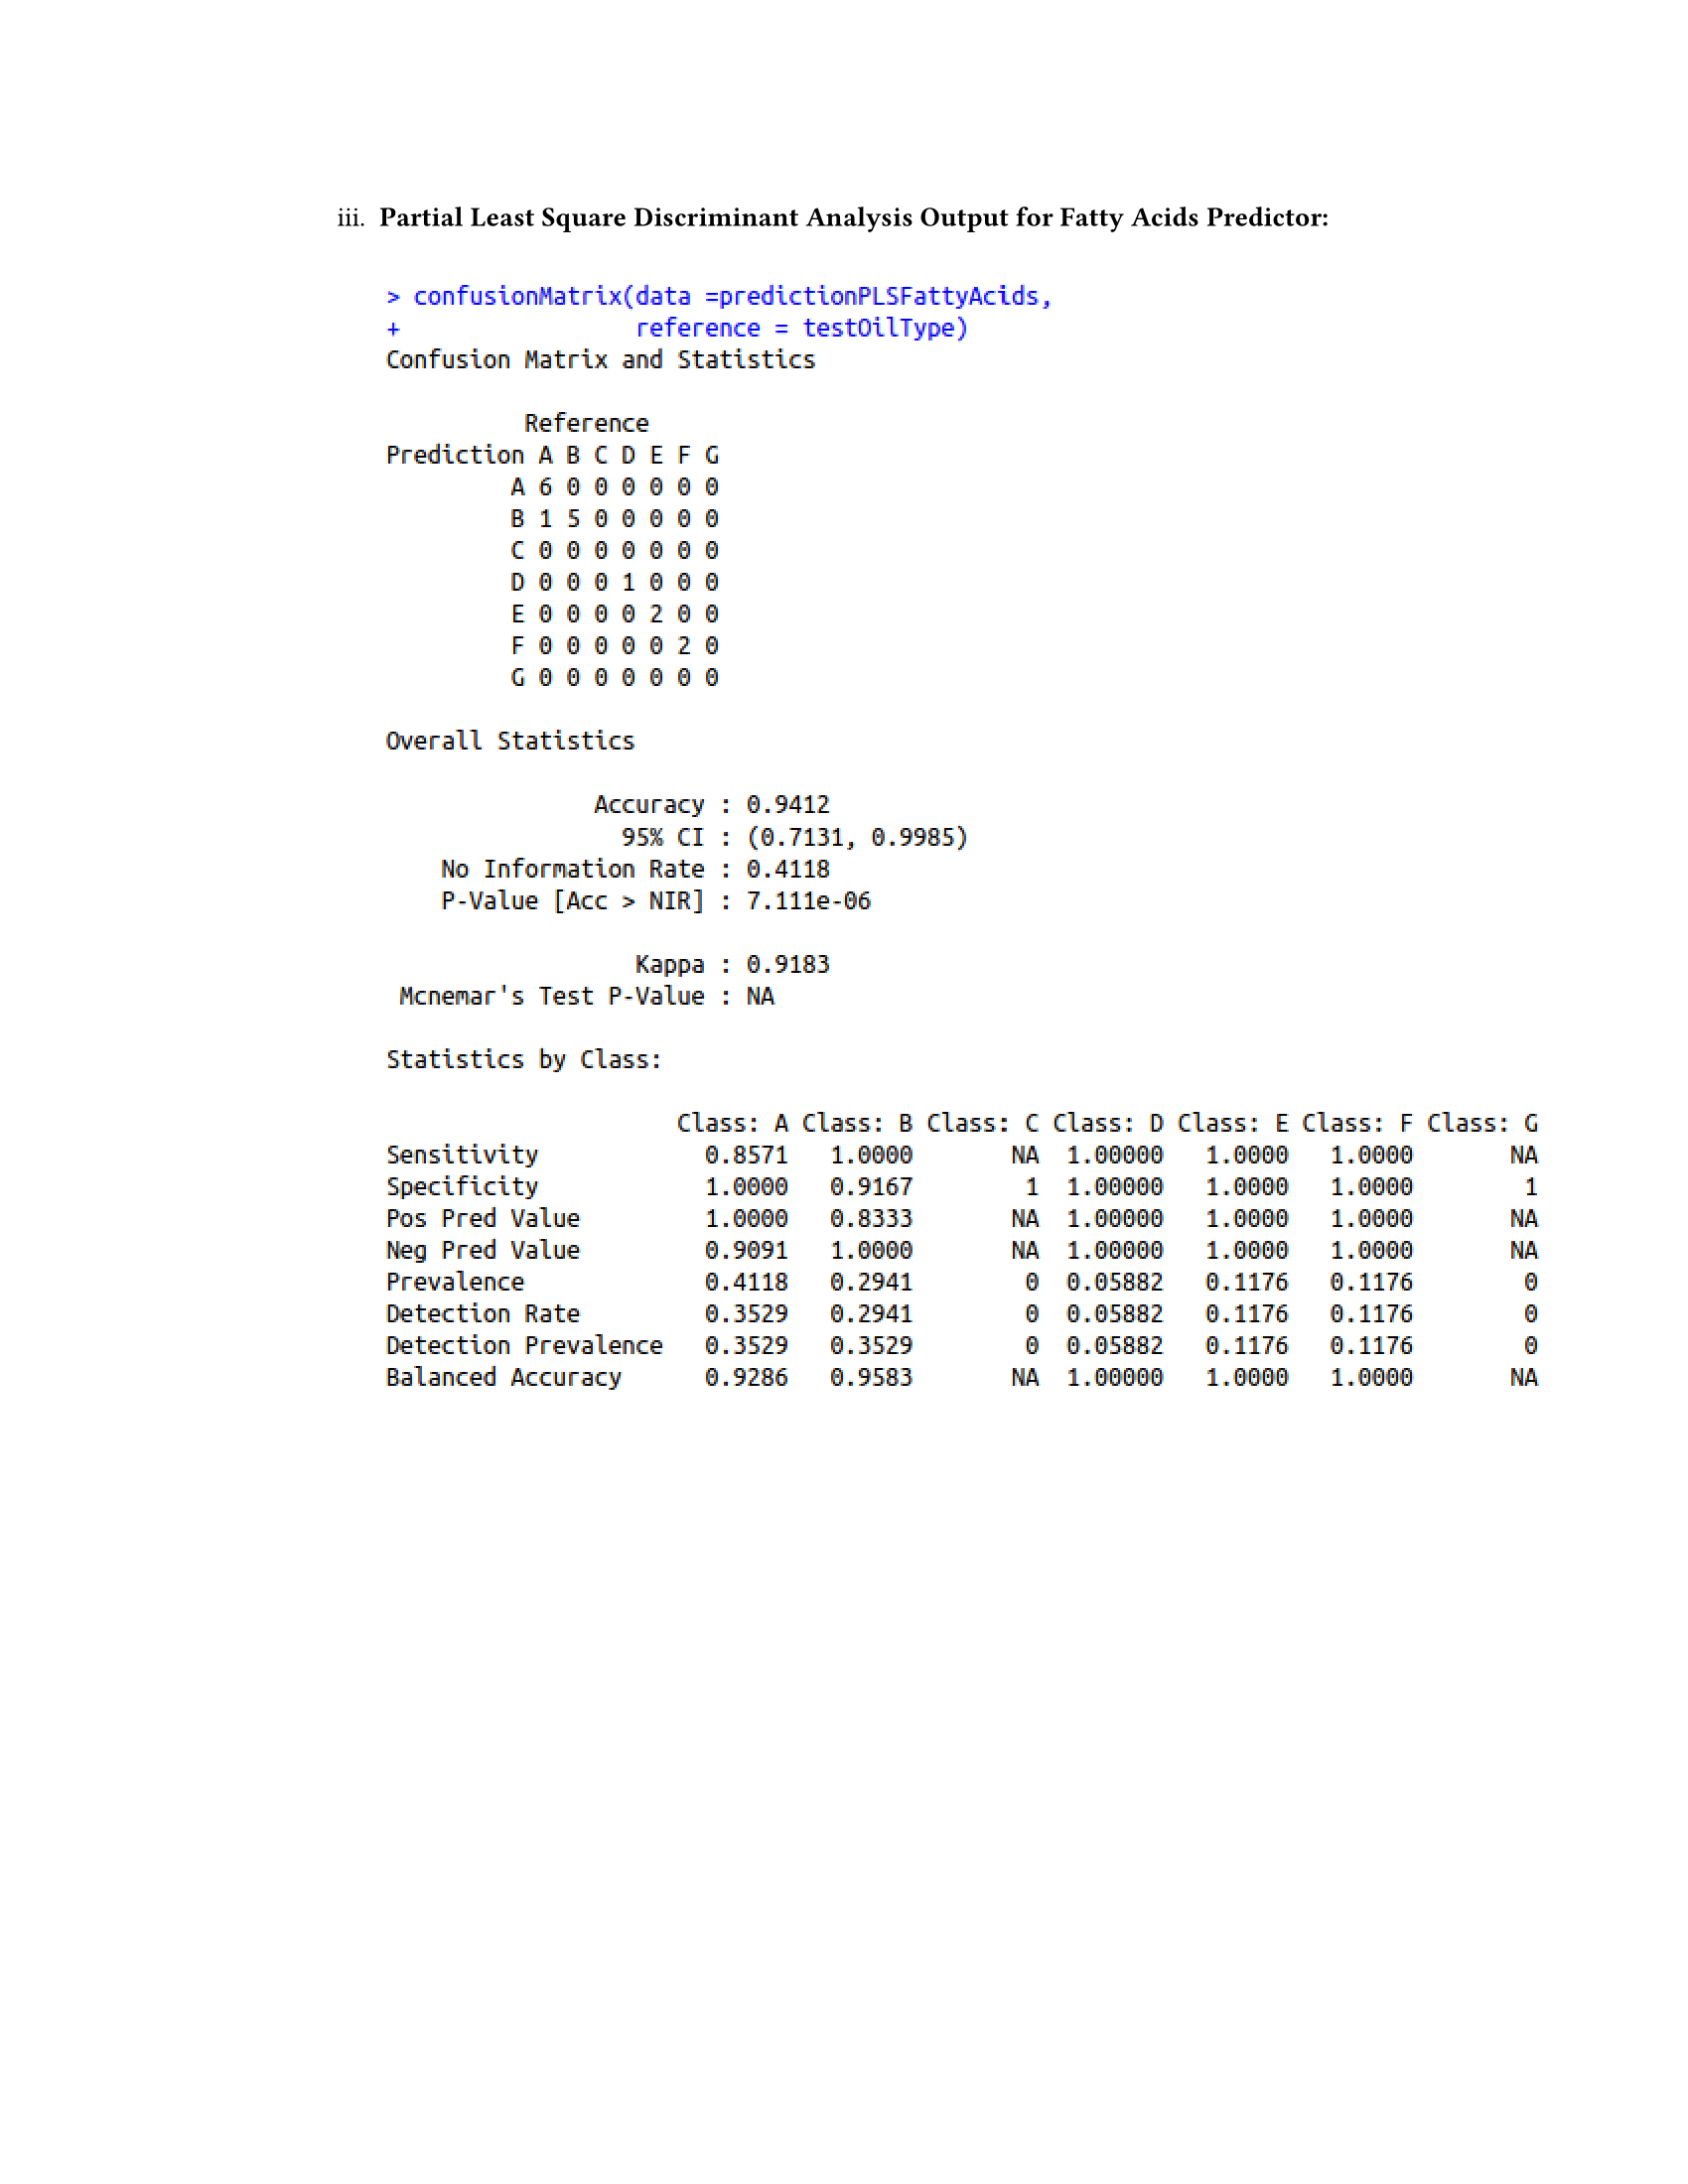 iii. Partial Least Square Discriminant Analysis Output for Fatty Acids Predictor:
> confusionMatrix(data =predictionPLSFattyAcids,
+                 reference = testOilType)
Confusion Matrix and Statistics
          Reference
Prediction A B C D E F G
         A 6 0 0 0 0 0 0
         B 1 5 0 0 0 0 0
         C 0 0 0 0 0 0 0
         D 0 0 0 1 0 0 0
         E 0 0 0 0 2 0 0
         F 0 0 0 0 0 2 0
         G 0 0 0 0 0 0 0
Overall Statistics
               Accuracy : 0.9412
                 95% CI : (0.7131, 0.9985)
    No Information Rate : 0.4118
    P-Value [Acc > NIR] : 7.111e-06
                  Kappa : 0.9183
 Mcnemar's Test P-Value : NA
Statistics by Class:
                     Class: A Class: B Class: C Class: D Class: E Class: F Class: G
Sensitivity            0.8571   1.0000       NA  1.00000   1.0000   1.0000       NA
Specificity            1.0000   0.9167        1  1.00000   1.0000   1.0000        1
Pos Pred Value         1.0000   0.8333       NA  1.00000   1.0000   1.0000       NA
Neg Pred Value         0.9091   1.0000       NA  1.00000   1.0000   1.0000       NA
Prevalence             0.4118   0.2941        0  0.05882   0.1176   0.1176        0
Detection Rate         0.3529   0.2941        0  0.05882   0.1176   0.1176        0
Detection Prevalence   0.3529   0.3529        0  0.05882   0.1176   0.1176        0
Balanced Accuracy      0.9286   0.9583       NA  1.00000   1.0000   1.0000       NA